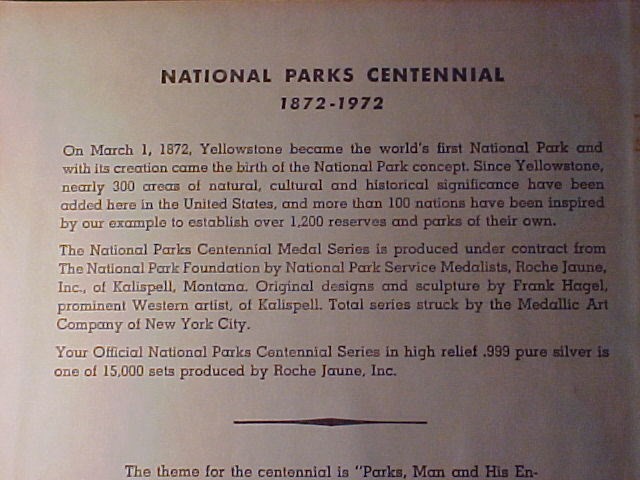 NATIONAL PARKS CENTENNIAL
1872-1972
On March 1, 1872, Yellowstone became the world's first National Park and
with its creation came the birth of the National Park concept. Since Yellowstone,
nearly 300 areas of natural, cultural and historical significance have been
added here in the United States, and more than 100 nations have been inspired
by our example to establish over 1,200 reserves and parks of their own.
The National Parks Centennial Medal Series is produced under contract from
The National Park Foundation by National Park Service Medalists, Roche Jaune,
Inc., of Kalispell, Montana. Original designs and sculpture by Frank Hagel,
prominent Western artist, of Kalispell. Total series struck by the Medallic Art
Company of New York City.
Your Official National Parks Centennial Series in high relief .999 pure silver is
one of 15,000 sets produced by Roche Jaune, Inc.
The theme for the centennial is "Parks, Man and His En-